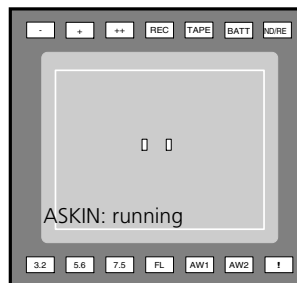 - + ++ REC TAPE BATT ND/RE
ASKIN: running
3.2 5.6 7.5 FL AW1 AW2 !